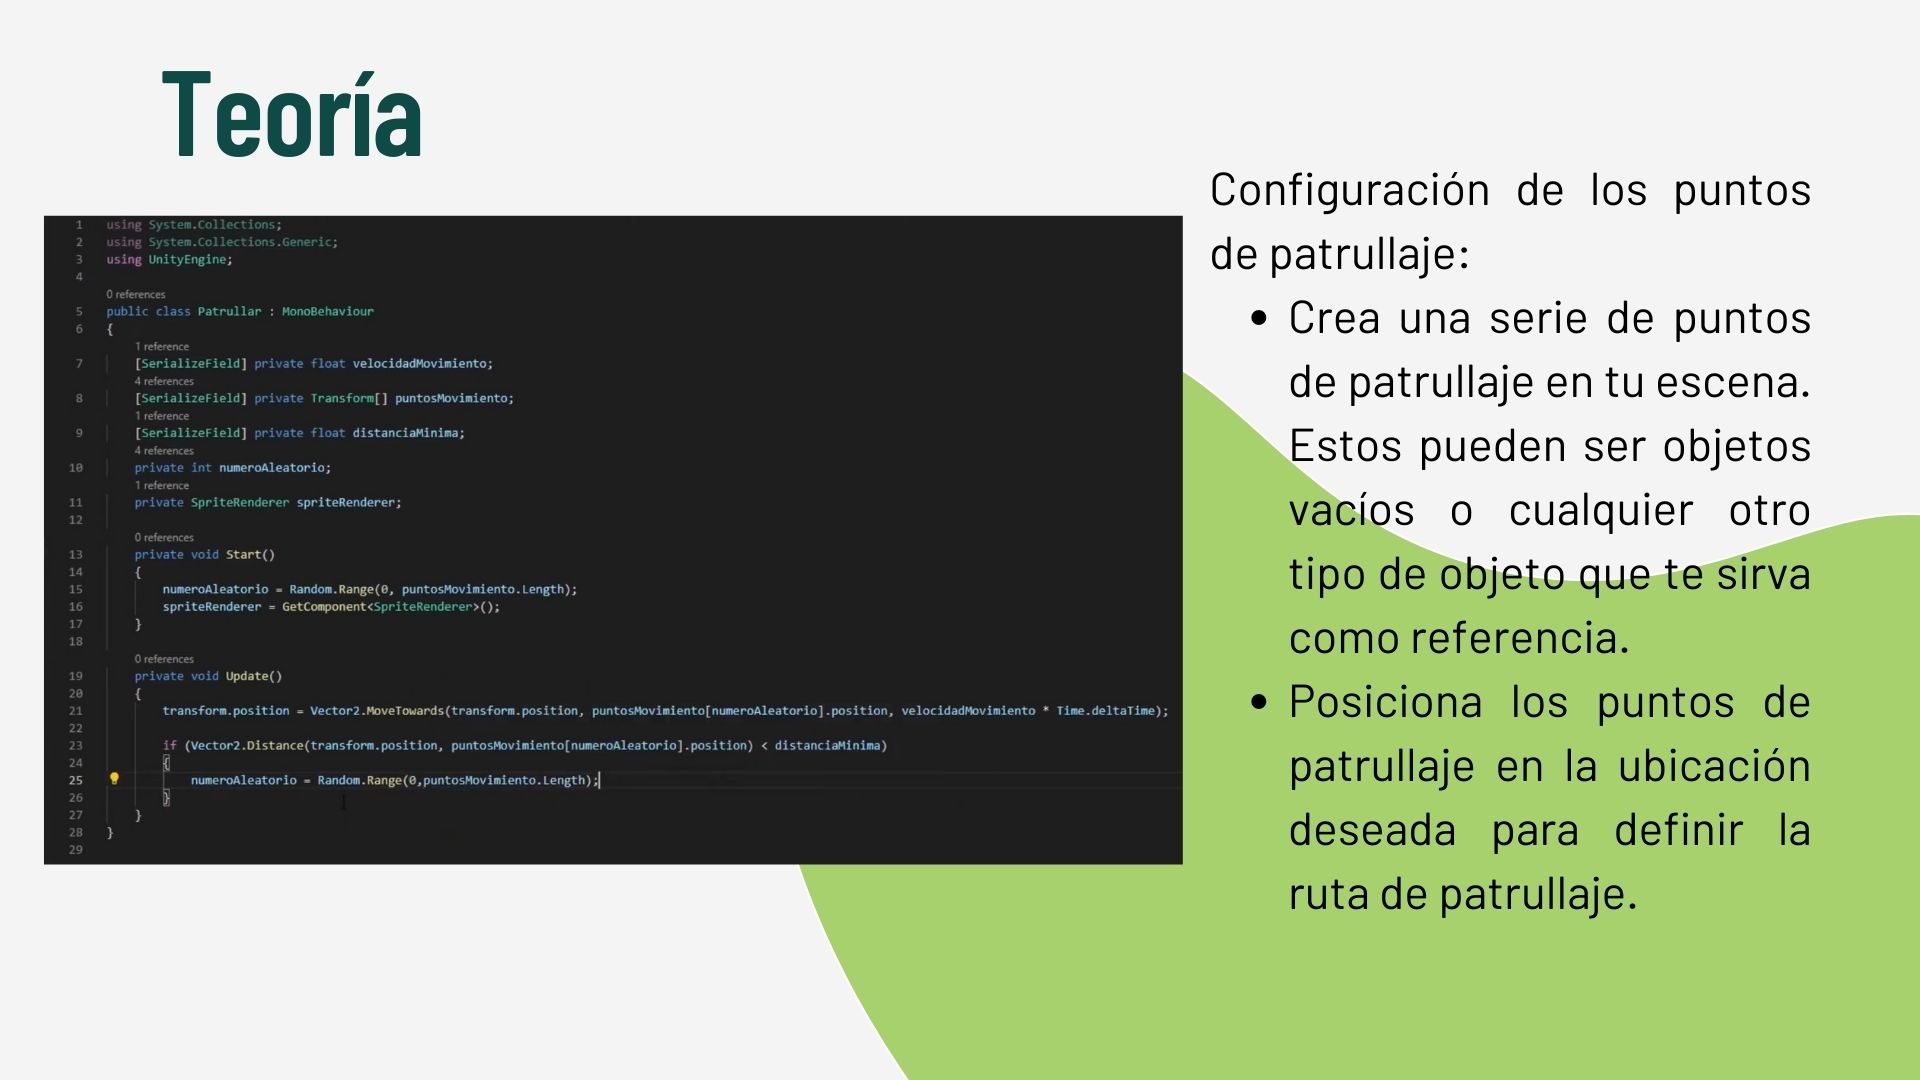 Teoría
1 using System.Collections;
2 using System.Collections.Generic;
3 using UnityEngine;
4
0 references
5 public class Patrullar : MonoBehaviour
6 {
1 reference
7 [SerializeField] private float velocidadMovimiento;
4 references
8 [SerializeField] private Transform[] puntosMovimiento;
1 reference
9 [SerializeField] private float distanciaMinima;
4 references
10 private int numeroAleatorio;
1 reference
11 private SpriteRenderer spriteRenderer;
12
0 references
13 private void Start()
14 {
15 numeroAleatorio = Random.Range(0, puntosMovimiento.Length);
16 spriteRenderer = GetComponent<SpriteRenderer>();
17 }
18
0 references
19 private void Update()
20 {
21 transform.position = Vector2.MoveTowards(transform.position, puntosMovimiento[numeroAleatorio].position, velocidadMovimiento * Time.deltaTime);
22
23 if (Vector2.Distance(transform.position, puntosMovimiento[numeroAleatorio].position) < distanciaMinima)
24 {
25 numeroAleatorio = Random.Range(0,puntosMovimiento.Length);
26 }
27 }
28 }
29
Configuración de los puntos
de patrullaje:
• Crea una serie de puntos
de patrullaje en tu escena.
Estos pueden ser objetos
vacíos o cualquier otro
tipo de objeto que te sirva
como referencia.
• Posiciona los puntos de
patrullaje en la ubicación
deseada para definir la
ruta de patrullaje.